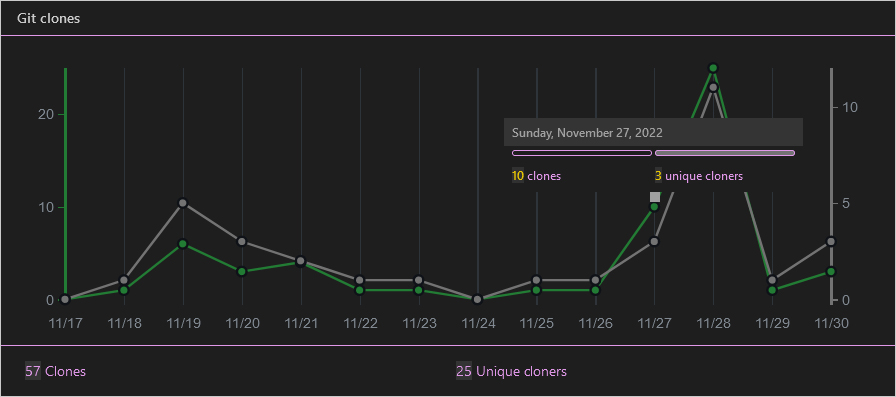 Git clones
20
10
0
10
5
0
Sunday, November 27, 2022
10 clones
3 unique cloners
11/17 11/18 11/19 11/20 11/21 11/22 11/23 11/24 11/25 11/26 11/27 11/28 11/29 11/30
57 Clones
25 Unique cloners